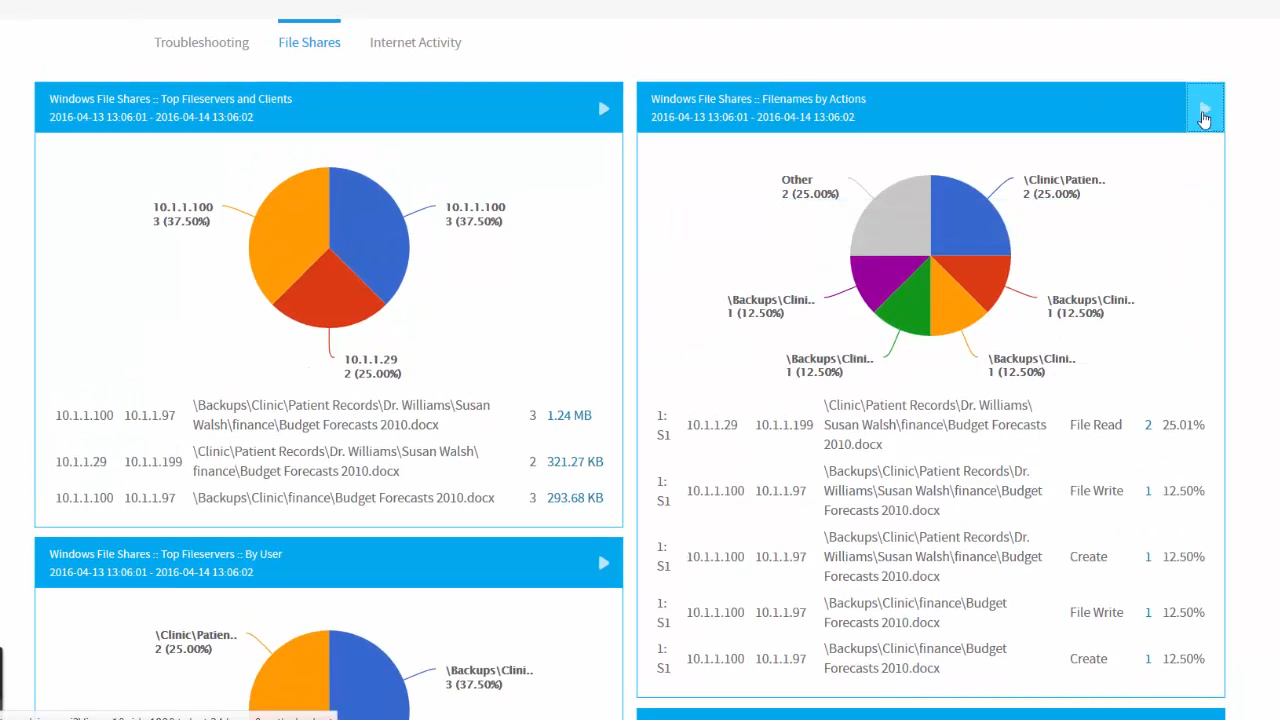 Troubleshooting
File Shares
Internet Activity
Windows File Shares :: Top Fileservers and Clients
2016-04-13 13:06:01 - 2016-04-14 13:06:02
10.1.1.100
3 (37.50%)
10.1.1.100
3 (37.50%)
10.1.1.29
2 (25.00%)
10.1.1.100 10.1.1.97 \Backups\Clinic\Patient Records\Dr. Williams\Susan 3 1.24 MB
Walsh\finance\Budget Forecasts 2010.docx
10.1.1.29 10.1.1.199 \Clinic\Patient Records\Dr. Williams\Susan Walsh\ 2 321.27 KB
finance\Budget Forecasts 2010.docx
10.1.1.100 10.1.1.97 \Backups\Clinic\finance\Budget Forecasts 2010.docx 3 293.68 KB
Windows File Shares :: Top Fileservers :: By User
2016-04-13 13:06:01 - 2016-04-14 13:06:02
\Clinic\Patien..
2 (25.00%)
\Backups\Clini..
3 (37.50%)
Windows File Shares :: Filenames by Actions
2016-04-13 13:06:01 - 2016-04-14 13:06:02
Other
2 (25.00%)
\Clinic\Patien..
2 (25.00%)
\Backups\Clini..
1 (12.50%)
\Backups\Clini..
1 (12.50%)
\Backups\Clini..
1 (12.50%)
\Backups\Clini..
1 (12.50%)
1: S1 10.1.1.29 10.1.1.199 \Clinic\Patient Records\Dr. Williams\ File Read 2 25.01%
Susan Walsh\finance\Budget Forecasts
2010.docx
1: S1 10.1.1.100 10.1.1.97 \Backups\Clinic\Patient Records\Dr. File Write 1 12.50%
Williams\Susan Walsh\finance\Budget
Forecasts 2010.docx
1: S1 10.1.1.100 10.1.1.97 \Backups\Clinic\Patient Records\Dr. Create 1 12.50%
Williams\Susan Walsh\finance\Budget
Forecasts 2010.docx
1: S1 10.1.1.100 10.1.1.97 \Backups\Clinic\finance\Budget File Write 1 12.50%
Forecasts 2010.docx
1: S1 10.1.1.100 10.1.1.97 \Backups\Clinic\finance\Budget Create 1 12.50%
Forecasts 2010.docx